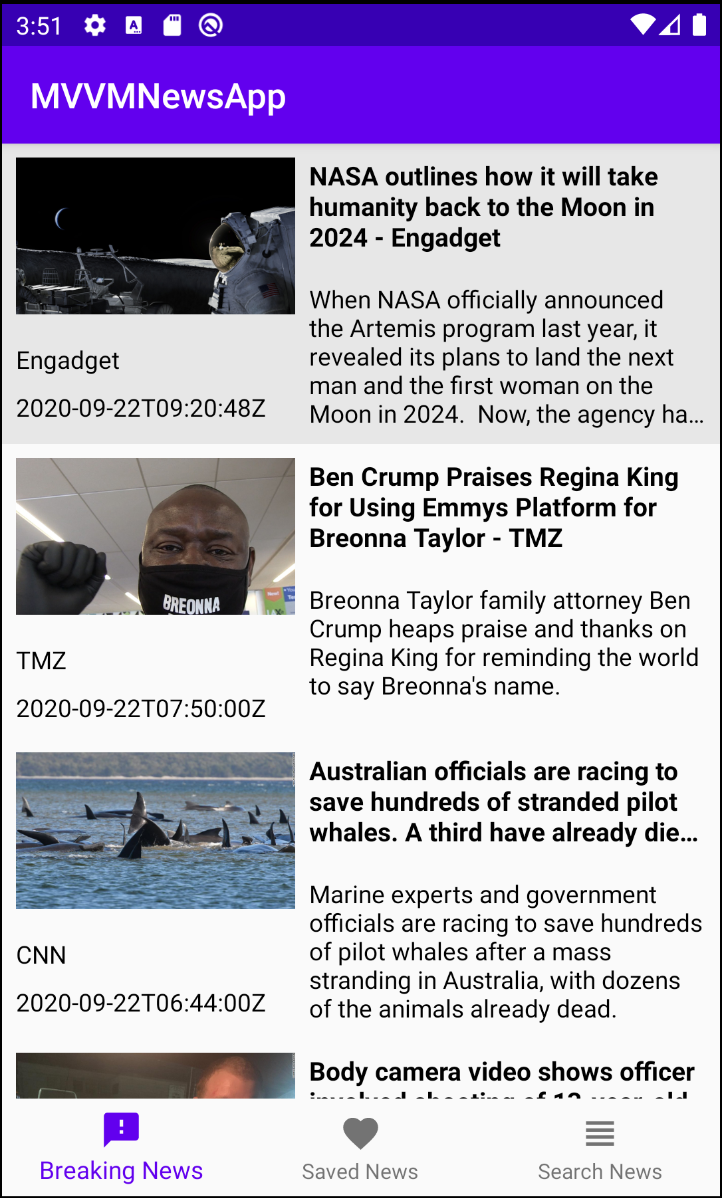 3:51
MVVMNewsApp
NASA outlines how it will take
humanity back to the Moon in
2024 - Engadget
When NASA officially announced
the Artemis program last year, it
revealed its plans to land the next
man and the first woman on the
Moon in 2024.  Now, the agency ha…
Engadget
2020-09-22T09:20:48Z
Ben Crump Praises Regina King
for Using Emmys Platform for
Breonna Taylor - TMZ
Breonna Taylor family attorney Ben
Crump heaps praise and thanks on
Regina King for reminding the world
to say Breonna's name.
BREONNA
TMZ
2020-09-22T07:50:00Z
Australian officials are racing to
save hundreds of stranded pilot
whales. A third have already die…
Marine experts and government
officials are racing to save hundreds
of pilot whales after a mass
stranding in Australia, with dozens
of the animals already dead.
CNN
2020-09-22T06:44:00Z
Body camera video shows officer
involved shooting of 13-year-old
Breaking News
Saved News
Search News